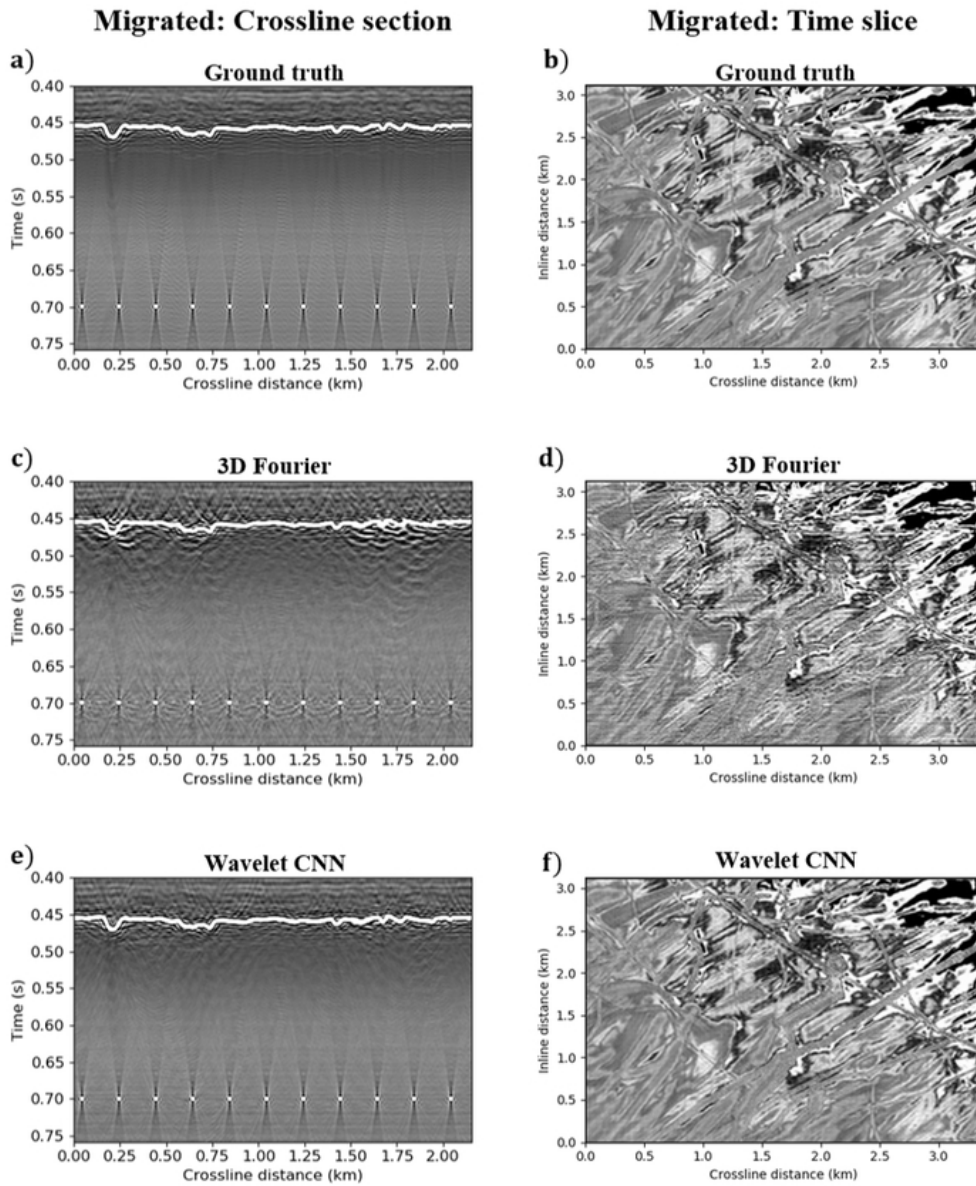 Migrated: Crossline section
Migrated: Time slice
a)
Ground truth
0.40
0.45
0.50
0.55
0.60
0.65
0.70
0.75
Time (s)
0.00 0.25 0.50 0.75 1.00 1.25 1.50 1.75 2.00
Crossline distance (km)
b)
Ground truth
3.0
2.5
2.0
1.5
1.0
0.5
0.0
Inline distance (km)
0.0 0.5 1.0 1.5 2.0 2.5 3.0
Crossline distance (km)
c)
3D Fourier
0.40
0.45
0.50
0.55
0.60
0.65
0.70
0.75
Time (s)
0.00 0.25 0.50 0.75 1.00 1.25 1.50 1.75 2.00
Crossline distance (km)
d)
3D Fourier
3.0
2.5
2.0
1.5
1.0
0.5
0.0
Inline distance (km)
0.0 0.5 1.0 1.5 2.0 2.5 3.0
Crossline distance (km)
e)
Wavelet CNN
0.40
0.45
0.50
0.55
0.60
0.65
0.70
0.75
Time (s)
0.00 0.25 0.50 0.75 1.00 1.25 1.50 1.75 2.00
Crossline distance (km)
f)
Wavelet CNN
3.0
2.5
2.0
1.5
1.0
0.5
0.0
Inline distance (km)
0.0 0.5 1.0 1.5 2.0 2.5 3.0
Crossline distance (km)